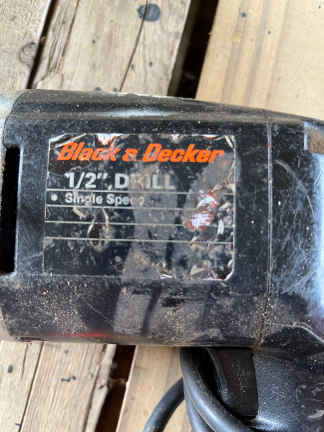 Black & Decker
1/2" DRILL
• Single Speed